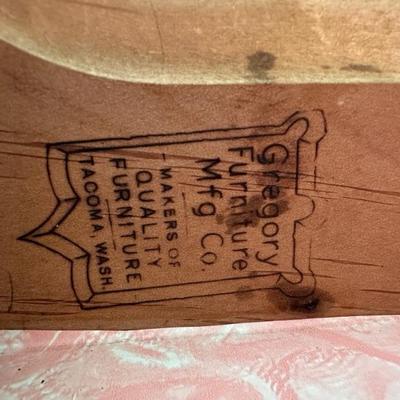 Gregory
Furniture
Mfg Co.
MAKERS OF
QUALITY
FURNITURE
TACOMA, WASH.